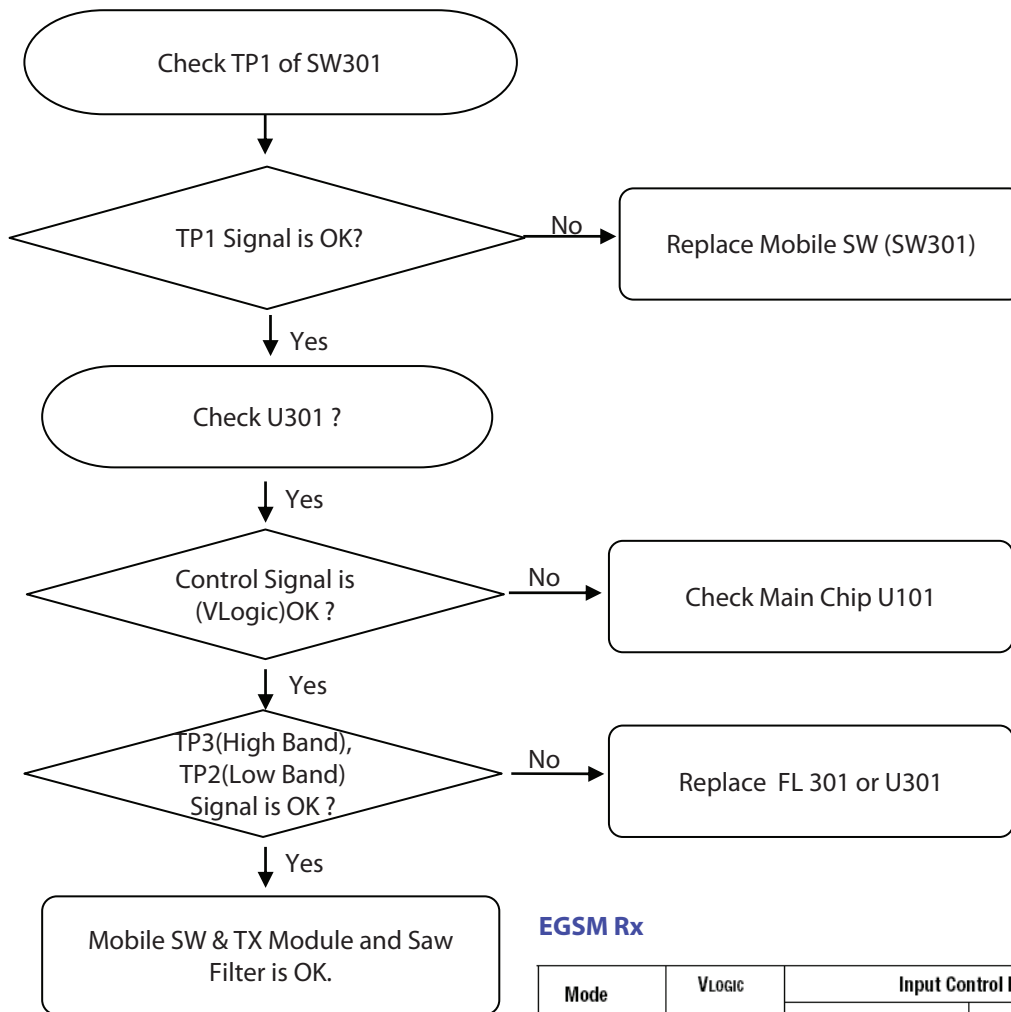 Check TP1 of SW301
TP1 Signal is OK?
No
Replace Mobile SW (SW301)
Yes
Check U301 ?
Yes
Control Signal is
(VLogic)OK ?
No
Check Main Chip U101
Yes
TP3(High Band),
TP2(Low Band)
Signal is OK ?
No
Replace FL 301 or U301
Yes
Mobile SW & TX Module and Saw
Filter is OK.
EGSM Rx
Mode
VLOGIC
Input Control